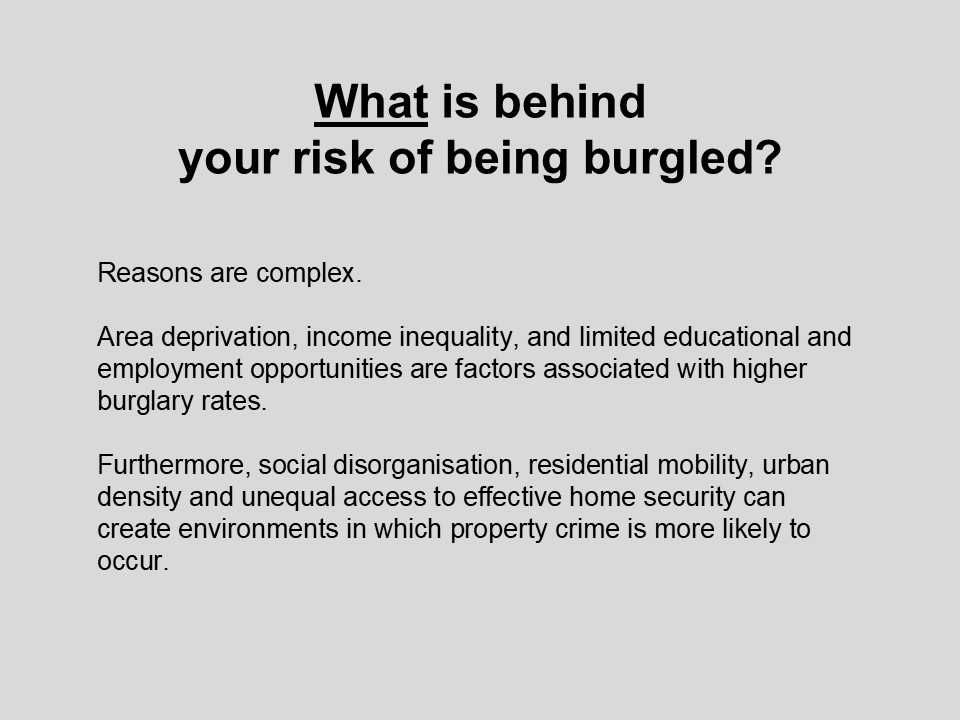 What is behind
your risk of being burgled?
Reasons are complex.
Area deprivation, income inequality, and limited educational and
employment opportunities are factors associated with higher
burglary rates.
Furthermore, social disorganisation, residential mobility, urban
density and unequal access to effective home security can
create environments in which property crime is more likely to
occur.